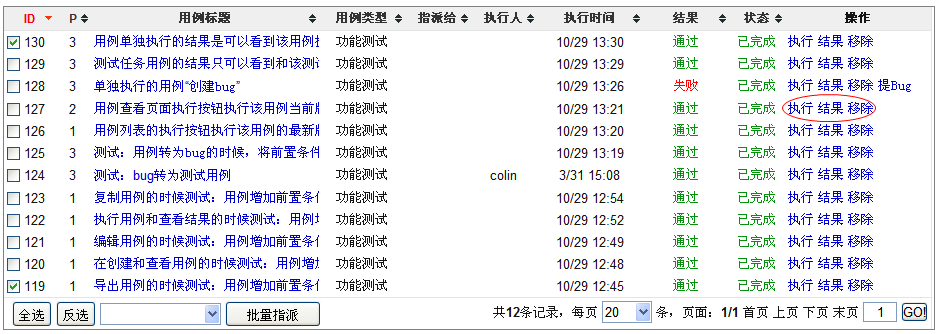 ID P 用例标题 用例类型 指派给 执行人 执行时间 结果 状态 操作
130 3 用例单独执行的结果是可以看到该用例 功能测试 10/29 13:30 通过 已完成 执行 结果 移除
129 3 测试任务用例的结果只可以看到和该测试 功能测试 10/29 13:29 通过 已完成 执行 结果 移除
128 3 单独执行的用例“创建bug” 功能测试 10/29 13:26 失败 已完成 执行 结果 移除 提Bug
127 2 用例查看页面执行按钮执行该用例当前 功能测试 10/29 13:21 通过 已完成 执行 结果 移除
126 1 用例列表的执行按钮执行该用例的最新 功能测试 10/29 13:20 通过 已完成 执行 结果 移除
125 3 测试：用例转为bug的时候，将前置条件 功能测试 10/29 13:19 通过 已完成 执行 结果 移除
124 3 测试：bug转为测试用例 功能测试 colin 3/31 15:08 通过 已完成 执行 结果 移除
123 1 复制用例的时候测试：用例增加前置条件 功能测试 10/29 12:54 通过 已完成 执行 结果 移除
122 1 执行用例和查看结果的时候测试：用例增 功能测试 10/29 12:52 通过 已完成 执行 结果 移除
121 1 编辑用例的时候测试：用例增加前置条件 功能测试 10/29 12:49 通过 已完成 执行 结果 移除
120 1 在创建和查看用例的时候测试：用例增加 功能测试 10/29 12:48 通过 已完成 执行 结果 移除
119 1 导出用例的时候测试：用例增加前置条件 功能测试 10/29 12:45 通过 已完成 执行 结果 移除
全选 反选 批量指派 共12条记录，每页 20 条，页面：1/1 首页 上页 下页 末页 1 GO!